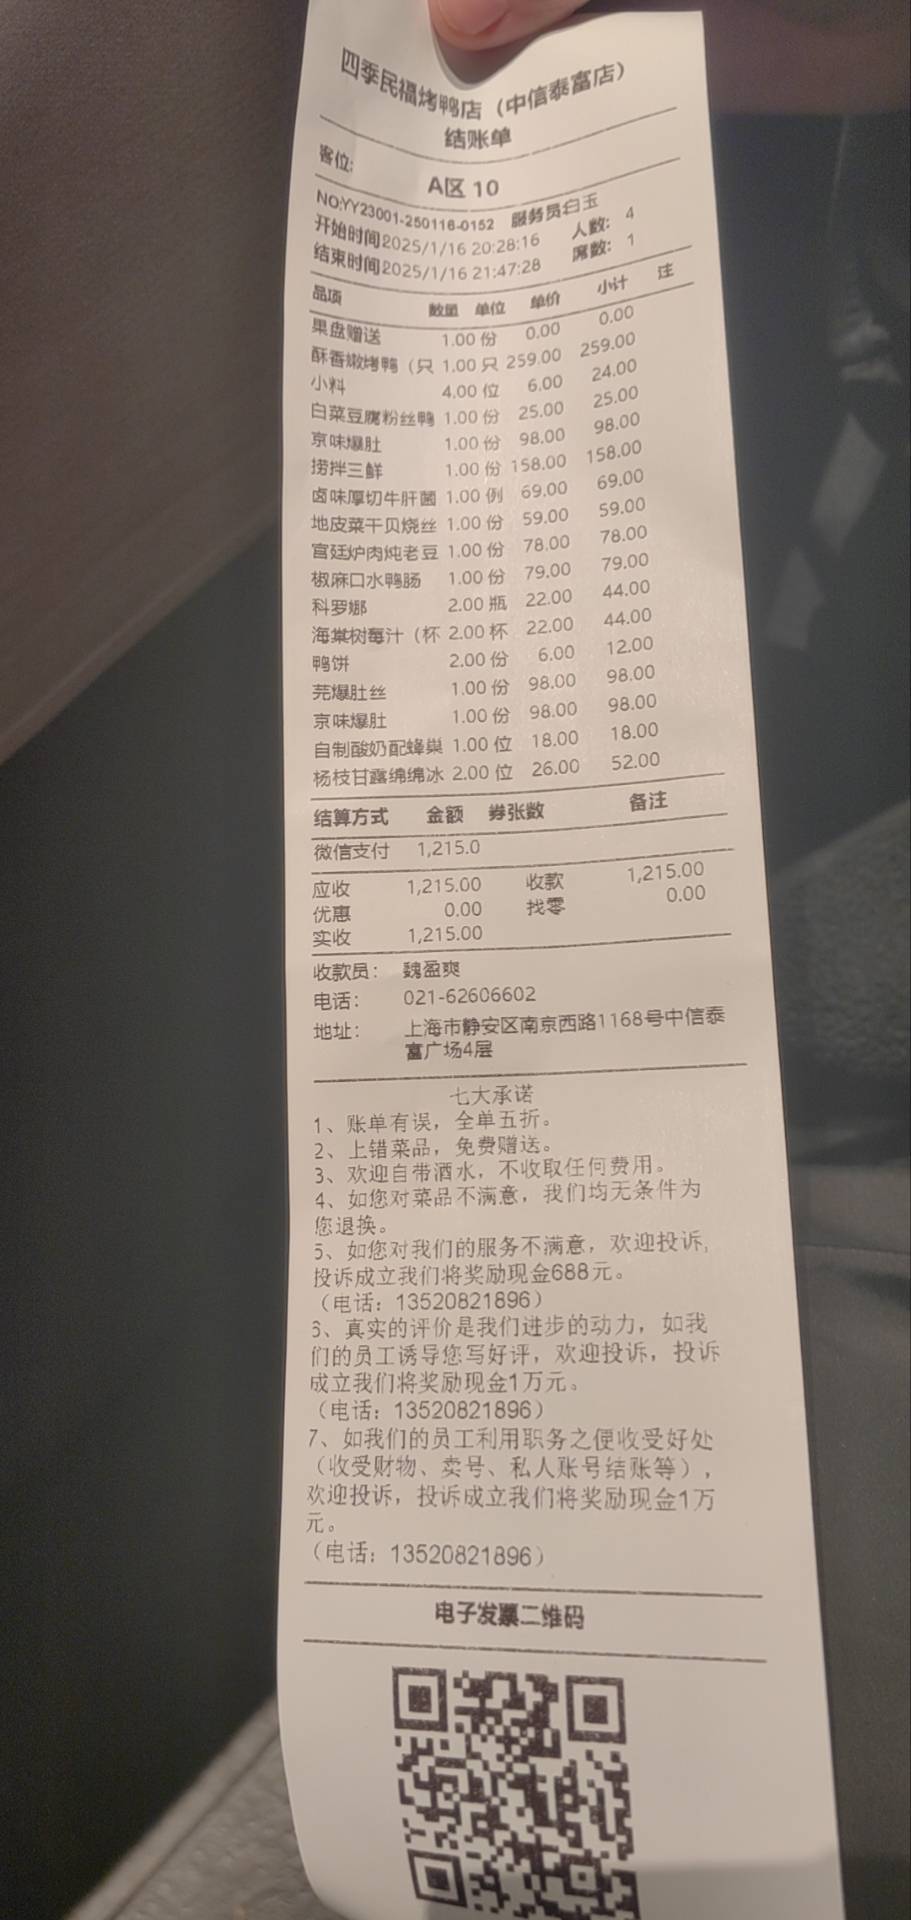 四季民福烤鸭店（中信泰富店）
结账单
客位:
A区 10
NO:YY23001-250116-0152 服务员白玉
开始时间2025/1/16 20:28:16 人数: 4
结束时间2025/1/16 21:47:28 席数: 1
品项 数量 单位 单价 小计 注
果盘赠送 1.00 份 0.00 0.00
酥香嫩烤鸭（只 1.00 只 259.00 259.00
小料 4.00 位 6.00 24.00
白菜豆腐粉丝鸭 1.00 份 25.00 25.00
京味爆肚 1.00 份 98.00 98.00
捞拌三鲜 1.00 份 158.00 158.00
卤味厚切牛肝菌 1.00 例 69.00 69.00
地皮菜干贝烧丝 1.00 份 59.00 59.00
宫廷炉肉炖老豆 1.00 份 78.00 78.00
椒麻口水鸭肠 1.00 份 79.00 79.00
科罗娜 2.00 瓶 22.00 44.00
海棠树莓汁（杯 2.00 杯 22.00 44.00
鸭饼 2.00 份 6.00 12.00
芫爆肚丝 1.00 份 98.00 98.00
京味爆肚 1.00 份 98.00 98.00
自制酸奶配蜂巢 1.00 位 18.00 18.00
杨枝甘露绵绵冰 2.00 位 26.00 52.00
结算方式 金额 券张数 备注
微信支付 1,215.0
应收 1,215.00 收款 1,215.00
优惠 0.00 找零 0.00
实收 1,215.00
收款员： 魏盈爽
电话： 021-62606602
地址： 上海市静安区南京西路1168号中信泰
富广场4层
七大承诺
1、账单有误，全单五折。
2、上错菜品，免费赠送。
3、欢迎自带酒水，不收取任何费用。
4、如您对菜品不满意，我们均无条件为
您退换。
5、如您对我们的服务不满意，欢迎投诉，
投诉成立我们将奖励现金688元。
（电话：13520821896）
6、真实的评价是我们进步的动力，如我
们的员工诱导您写好评，欢迎投诉，投诉
成立我们将奖励现金1万元。
（电话：13520821896）
7、如我们的员工利用职务之便收受好处
（收受财物、卖号、私人账号结账等），
欢迎投诉，投诉成立我们将奖励现金1万
元。
（电话：13520821896）
电子发票二维码